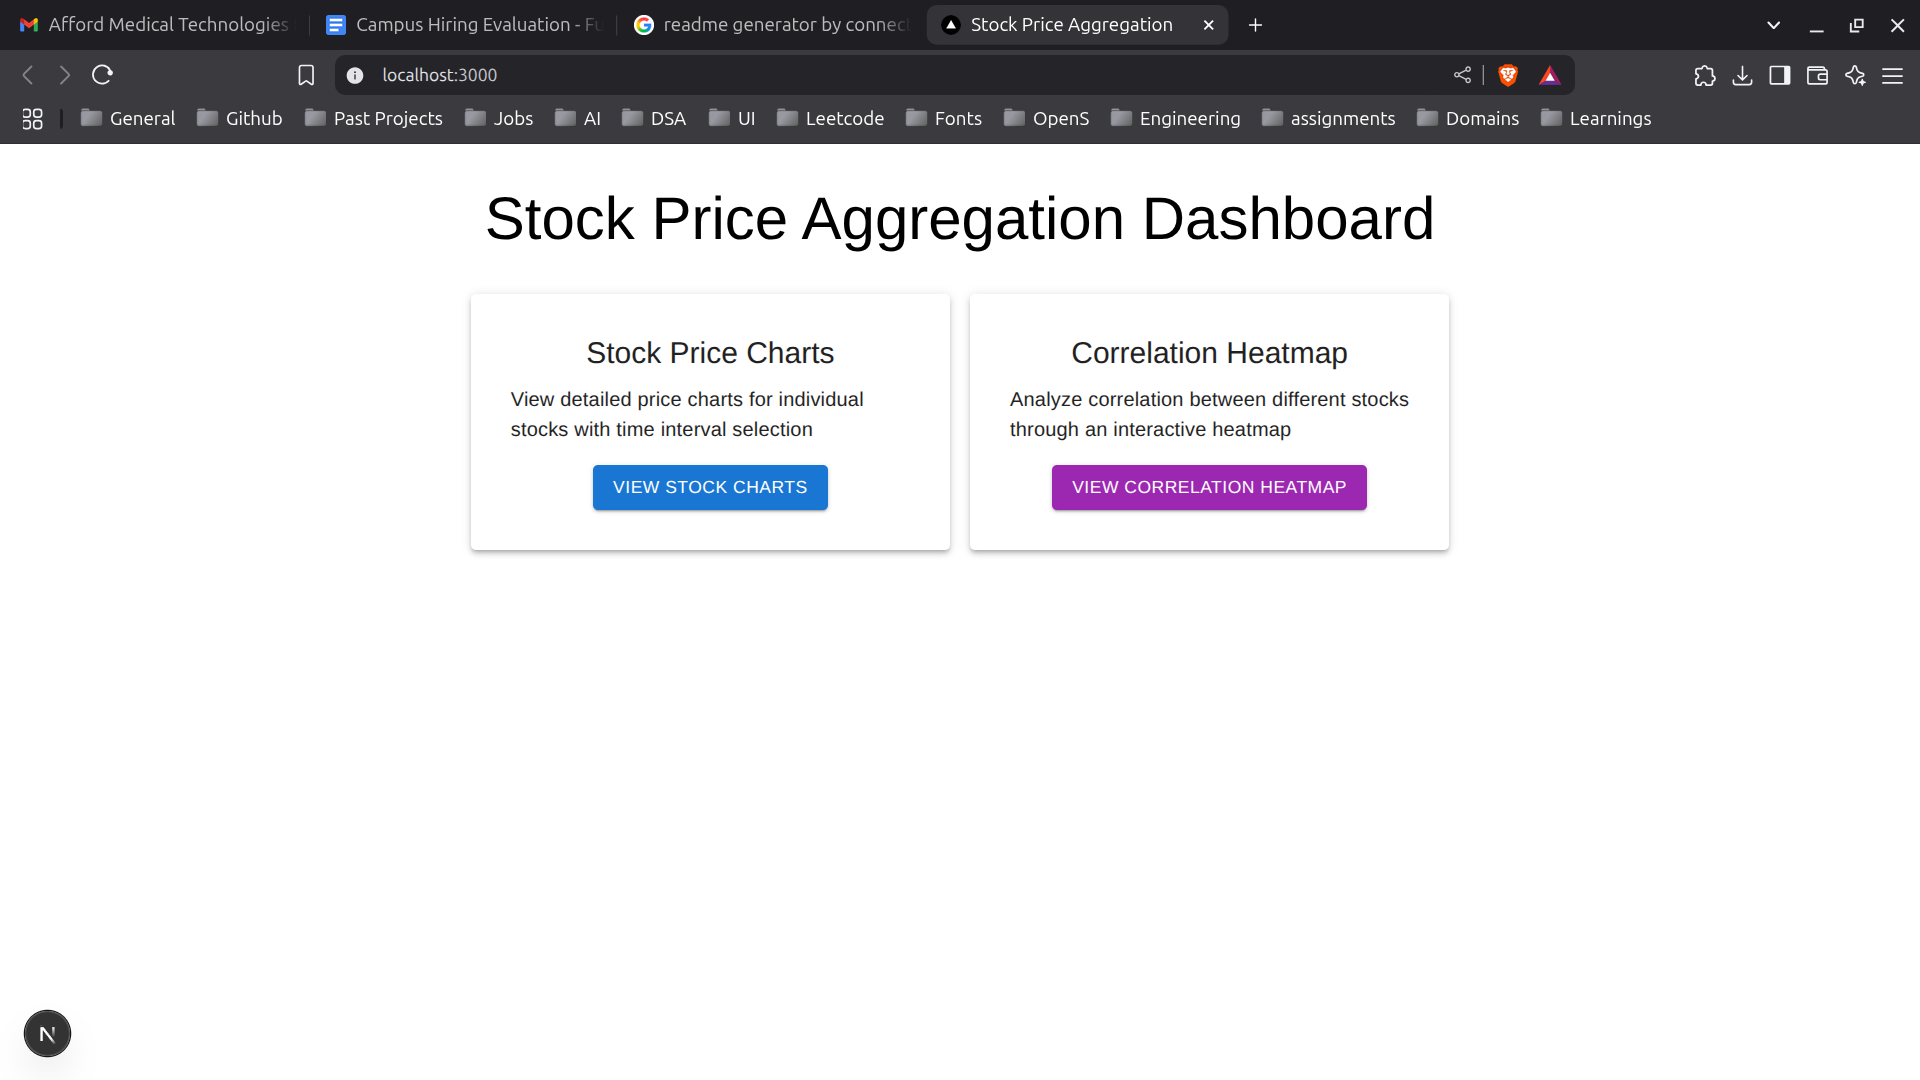 Afford Medical Technologies
Campus Hiring Evaluation - Fu
readme generator by connect
Stock Price Aggregation
localhost:3000
General
Github
Past Projects
Jobs
AI
DSA
UI
Leetcode
Fonts
OpenS
Engineering
assignments
Domains
Learnings
Stock Price Aggregation Dashboard
Stock Price Charts
View detailed price charts for individual
stocks with time interval selection
VIEW STOCK CHARTS
Correlation Heatmap
Analyze correlation between different stocks
through an interactive heatmap
VIEW CORRELATION HEATMAP
N